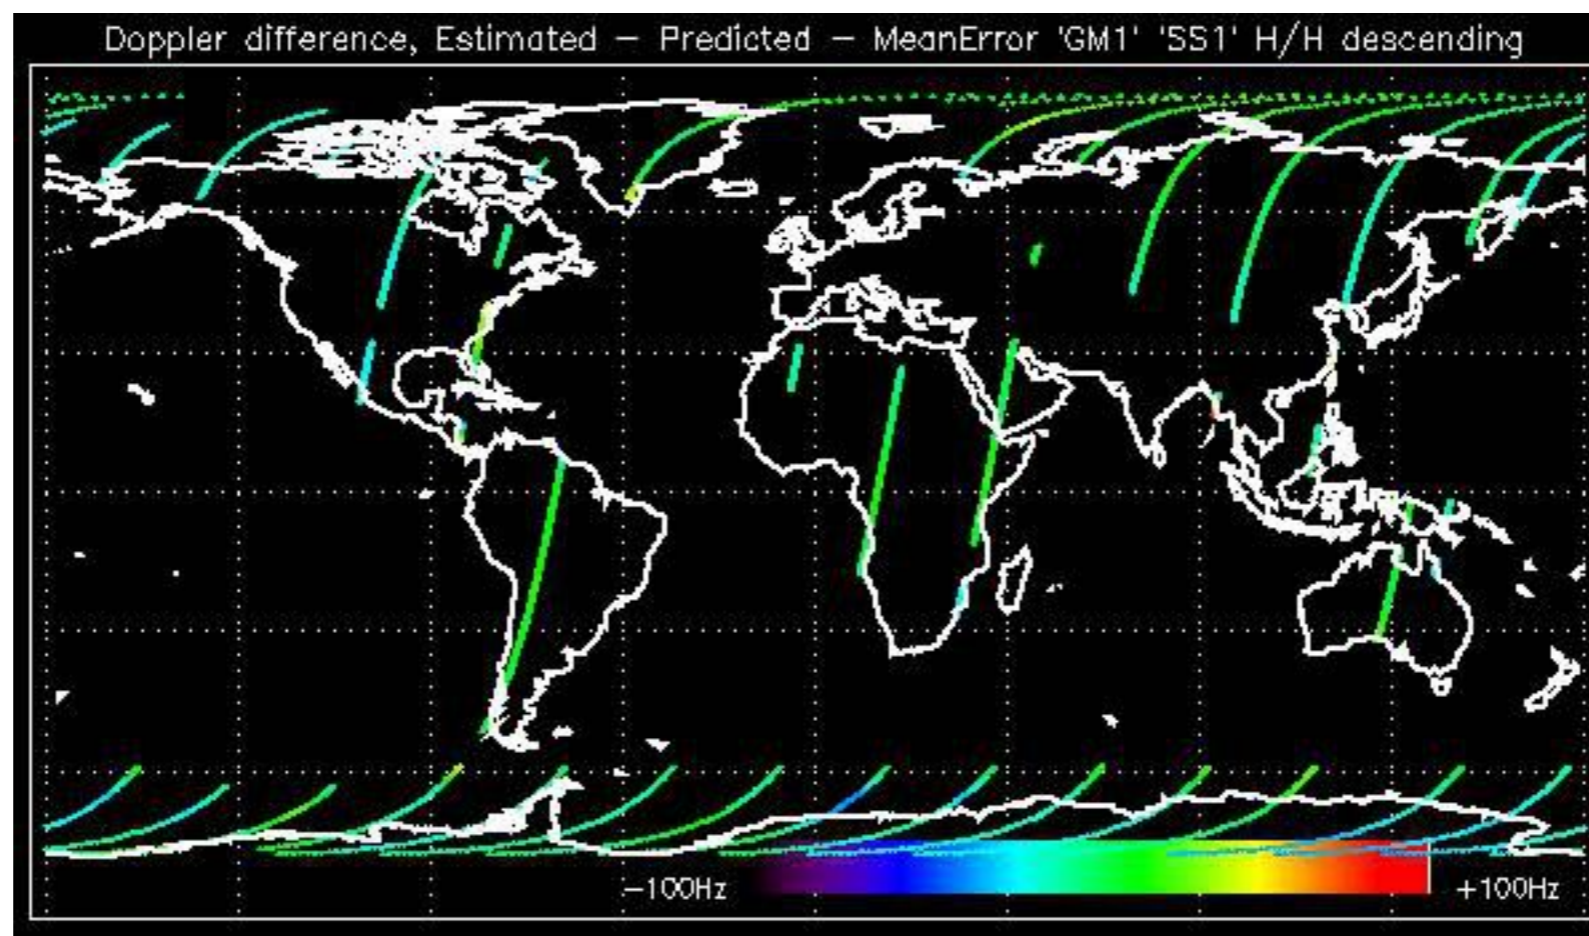 Doppler difference, Estimated – Predicted – MeanError 'GM1' 'SS1' H/H descending
-100Hz +100Hz